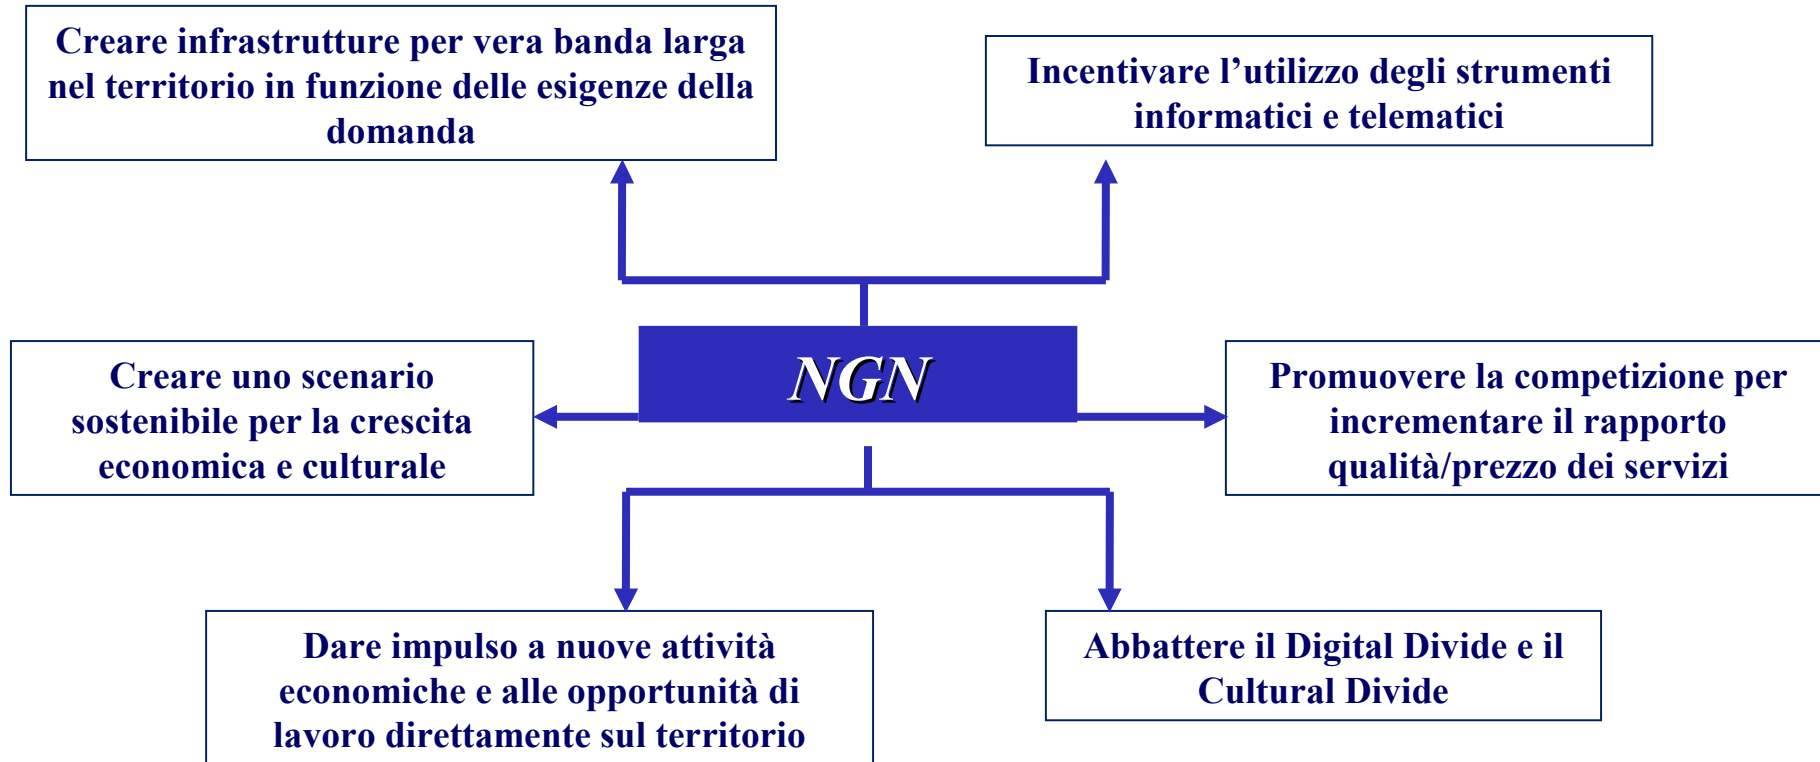 Creare infrastrutture per vera banda larga
nel territorio in funzione delle esigenze della
domanda
Incentivare l’utilizzo degli strumenti
informatici e telematici
NGN
Creare uno scenario
sostenibile per la crescita
economica e culturale
Promuovere la competizione per
incrementare il rapporto
qualità/prezzo dei servizi
Dare impulso a nuove attività
economiche e alle opportunità di
lavoro direttamente sul territorio
Abbattere il Digital Divide e il
Cultural Divide